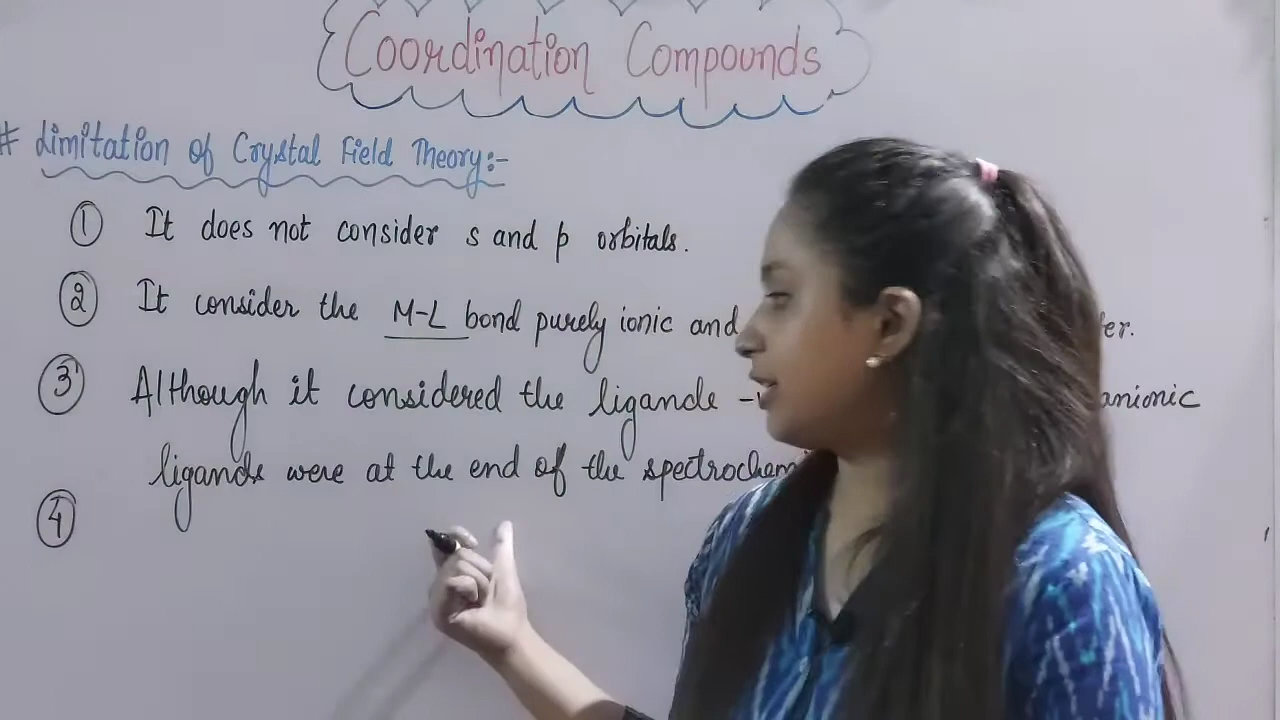 Coordination Compounds
# Limitation of Crystal Field Theory:-
① It does not consider s and p orbitals.
② It consider the M-L bond purely ionic and
③ Although it considered the ligande anionic
ligands were at the end of the
④